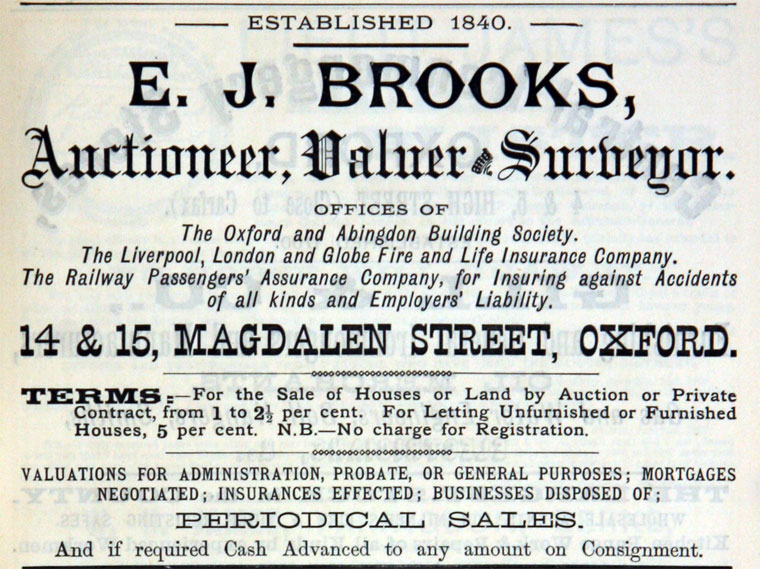 ESTABLISHED 1840.
E. J. BROOKS,
Auctioneer, Valuer and Surveyor.
OFFICES OF
The Oxford and Abingdon Building Society.
The Liverpool, London and Globe Fire and Life Insurance Company.
The Railway Passengers' Assurance Company, for Insuring against Accidents
of all kinds and Employers' Liability.
14 & 15, MAGDALEN STREET, OXFORD.
TERMS:—For the Sale of Houses or Land by Auction or Private
Contract, from 1 to 2½ per cent. For Letting Unfurnished or Furnished
Houses, 5 per cent. N.B.—No charge for Registration.
VALUATIONS FOR ADMINISTRATION, PROBATE, OR GENERAL PURPOSES; MORTGAGES
NEGOTIATED; INSURANCES EFFECTED; BUSINESSES DISPOSED OF;
PERIODICAL SALES.
And if required Cash Advanced to any amount on Consignment.